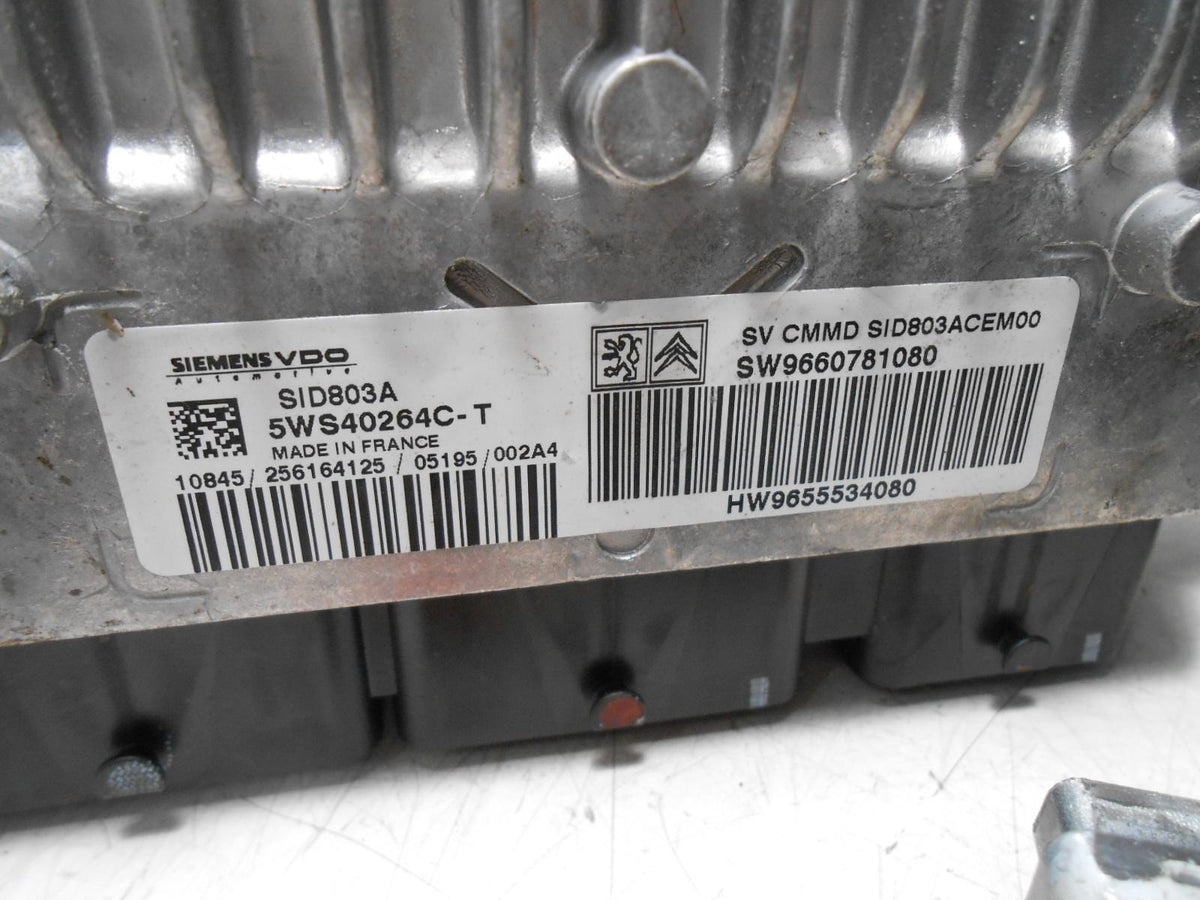 SIEMENS VDO
Automotive
SID803A
5WS40264C-T
MADE IN FRANCE
10845/256164125/05195/002A4
SV CMMD SID803ACEM00
SW9660781080
HW9655534080